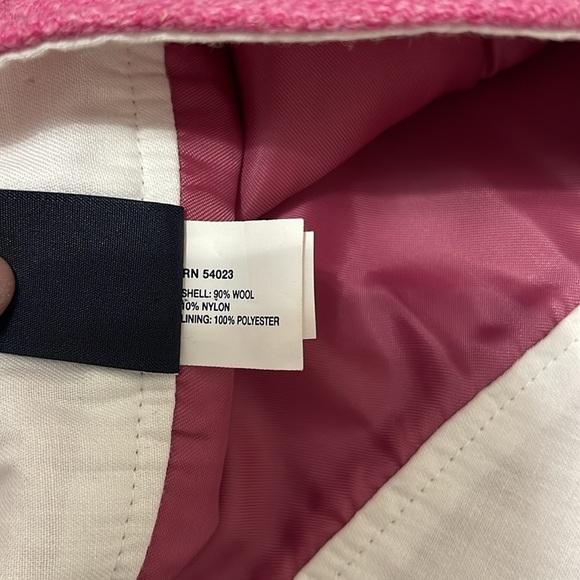 RN 54023
SHELL: 90% WOOL
10% NYLON
LINING: 100% POLYESTER